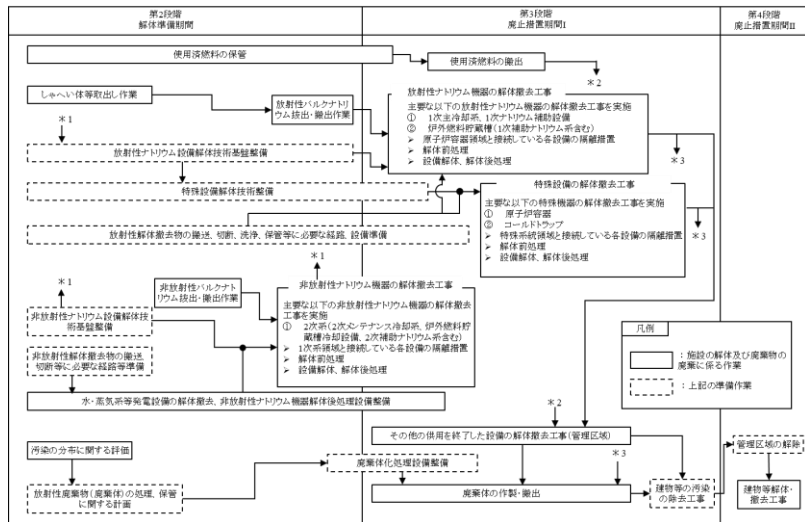 第2段階
解体準備期間
第3段階
廃止措置期間Ⅰ
第4段階
廃止措置期間Ⅱ
使用済燃料の保管
使用済燃料の搬出
＊2
しゃへい体等取出し作業
放射性バルクナトリ
ウム抜出・搬出作業
放射性ナトリウム機器の解体撤去工事
主要な以下の放射性ナトリウム機器の解体撤去工事を実施
① 1次主冷却系、1次ナトリウム補助設備
② 炉外燃料貯蔵槽(1次補助ナトリウム系含む)
➢ 原子炉容器領域と接続している各設備の隔離措置
➢ 解体前処理
➢ 設備解体、解体後処理
＊3
＊1
放射性ナトリウム設備解体技術基盤整備
特殊設備解体技術整備
放射性解体撤去物の搬送、切断、洗浄、保管等に必要な経路、設備準備
特殊設備の解体撤去工事
主要な以下の特殊機器の解体撤去工事を実施
① 原子炉容器
② コールドトラップ
➢ 特殊系統領域と接続している各設備の隔離措置
➢ 解体前処理
➢ 設備解体、解体後処理
＊3
＊1
＊1
非放射性バルクナト
リウム抜出・搬出作業
非放射性ナトリウム設備解体技
術基盤整備
非放射性ナトリウム機器の解体撤去工事
主要な以下の非放射性ナトリウム機器の解体撤去
工事を実施
① 2次系(2次メンテナンス冷却系、炉外燃料貯
蔵槽冷却設備、2次補助ナトリウム系含む)
➢ 1次系領域と接続している各設備の隔離措置
➢ 解体前処理
➢ 設備解体、解体後処理
非放射性解体撤去物の搬送、
切断等に必要な経路等準備
水・蒸気系等発電設備の解体撤去、非放射性ナトリウム機器解体後処理設備整備
凡例
：施設の解体及び廃棄物の
廃棄に係る作業
：上記の準備作業
＊2
その他の供用を終了した設備の解体撤去工事(管理区域)
汚染の分布に関する評価
放射性廃棄物(廃棄体)の処理、保管
に関する計画
廃棄体化処理設備整備
＊3
廃棄体の作製・搬出
建物等の汚染
の除去工事
管理区域の解除
建物等解体・
撤去工事